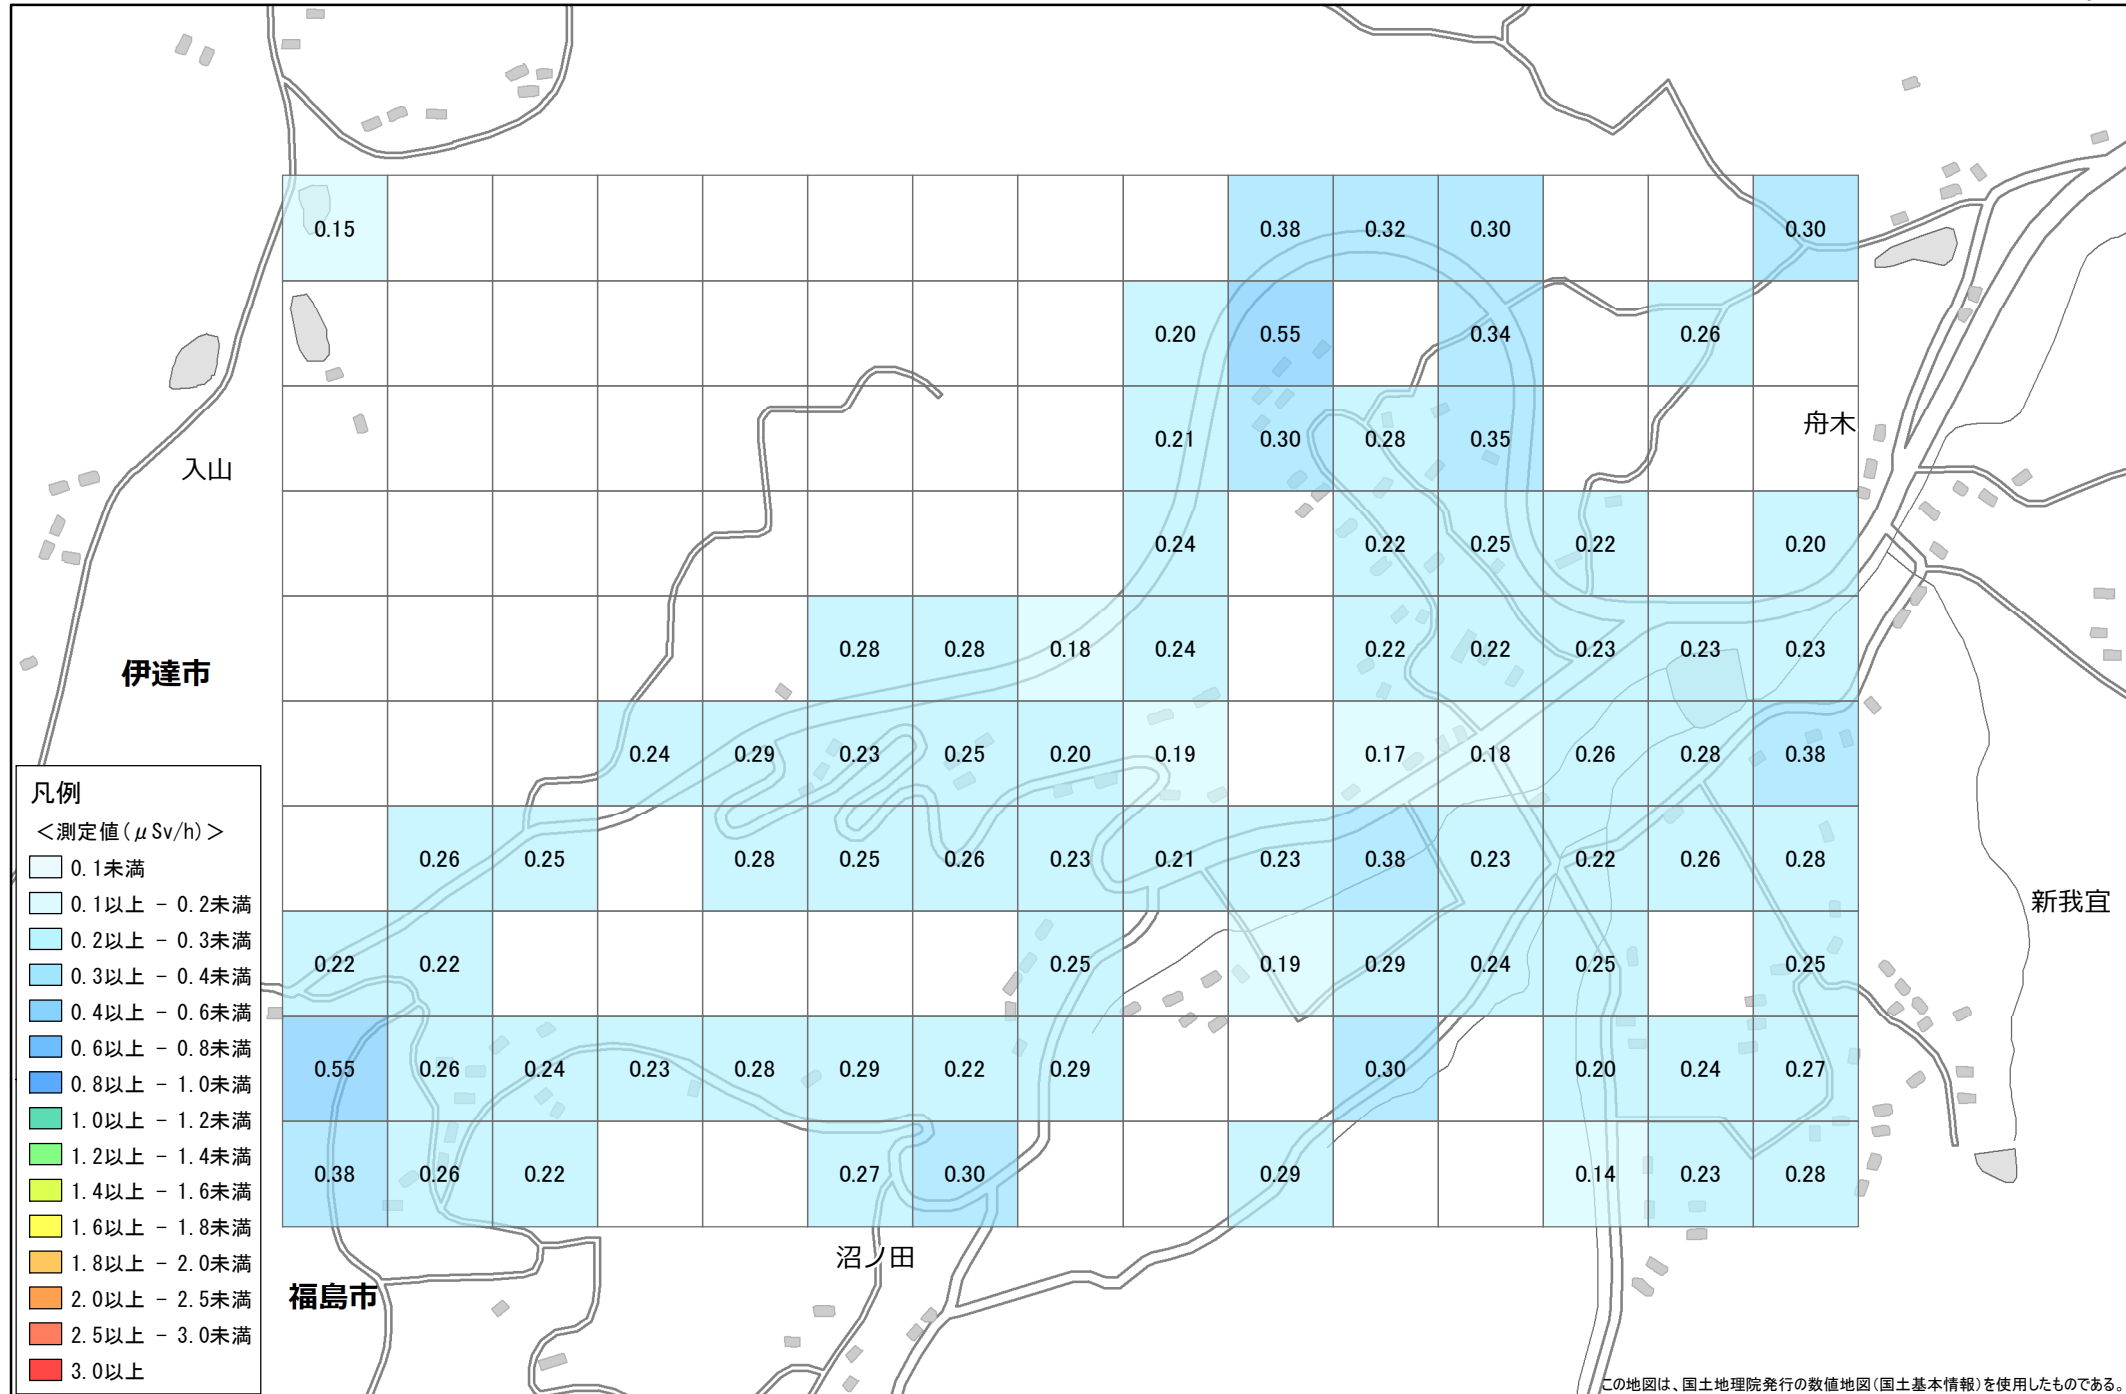 0.15 0.38 0.32 0.30 0.30
0.20 0.55 0.34 0.26
0.21 0.30 0.28 0.35
舟木
入山
0.24 0.22 0.25 0.22 0.20
0.28 0.28 0.18 0.24 0.22 0.22 0.23 0.23 0.23
伊達市
0.24 0.29 0.23 0.25 0.20 0.19 0.17 0.18 0.26 0.28 0.38
0.26 0.25 0.28 0.25 0.26 0.23 0.21 0.23 0.38 0.23 0.22 0.26 0.28
新我宜
0.22 0.22 0.25 0.19 0.29 0.24 0.25 0.25
0.55 0.26 0.24 0.23 0.28 0.29 0.22 0.29 0.30 0.20 0.24 0.27
0.38 0.26 0.22 0.27 0.30 0.29 0.14 0.23 0.28
沼ノ田
福島市
凡例
＜測定値(μSv/h)＞
0.1未満
0.1以上 － 0.2未満
0.2以上 － 0.3未満
0.3以上 － 0.4未満
0.4以上 － 0.6未満
0.6以上 － 0.8未満
0.8以上 － 1.0未満
1.0以上 － 1.2未満
1.2以上 － 1.4未満
1.4以上 － 1.6未満
1.6以上 － 1.8未満
1.8以上 － 2.0未満
2.0以上 － 2.5未満
2.5以上 － 3.0未満
3.0以上
この地図は、国土地理院発行の数値地図(国土基本情報)を使用したものである。